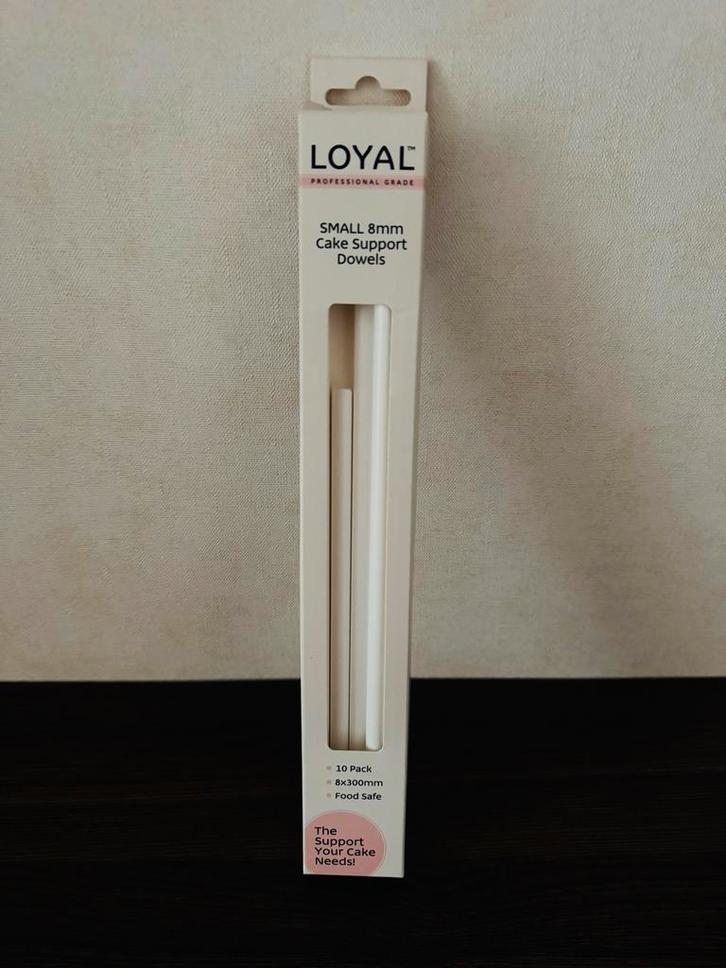 LOYAL™
PROFESSIONAL GRADE
SMALL 8mm
Cake Support
Dowels
10 Pack
8x300mm
Food Safe
The
Support
Your Cake
Needs!